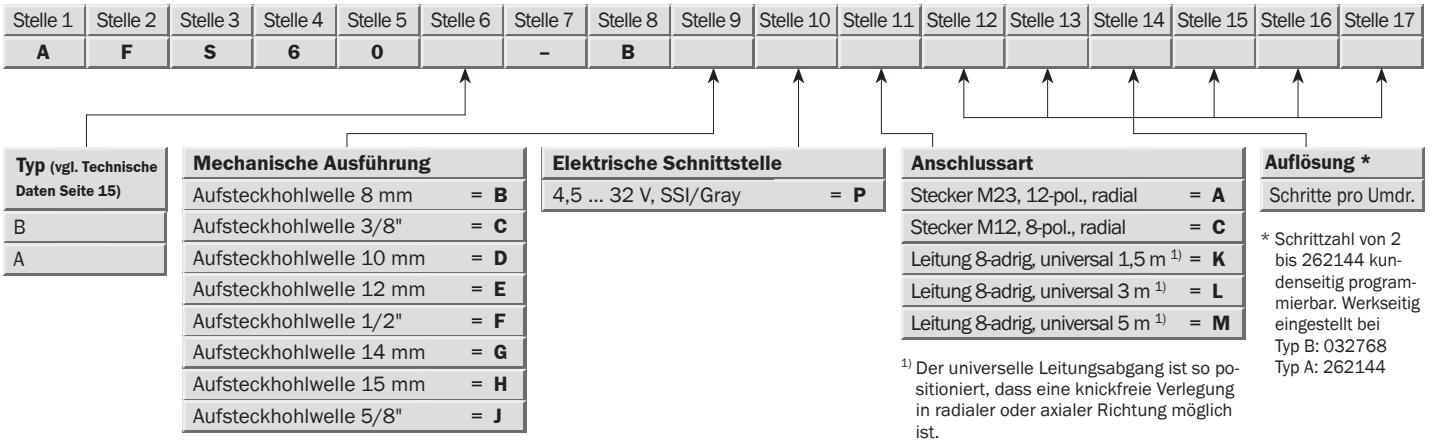 Stelle 1 Stelle 2 Stelle 3 Stelle 4 Stelle 5 Stelle 6 Stelle 7 Stelle 8 Stelle 9 Stelle 10 Stelle 11 Stelle 12 Stelle 13 Stelle 14 Stelle 15 Stelle 16 Stelle 17
A F S 6 0 – B
Typ (vgl. Technische
Daten Seite 15)
B
A
Mechanische Ausführung
Aufsteckhohlwelle 8 mm = B
Aufsteckhohlwelle 3/8" = C
Aufsteckhohlwelle 10 mm = D
Aufsteckhohlwelle 12 mm = E
Aufsteckhohlwelle 1/2" = F
Aufsteckhohlwelle 14 mm = G
Aufsteckhohlwelle 15 mm = H
Aufsteckhohlwelle 5/8" = J
Elektrische Schnittstelle
4,5 ... 32 V, SSI/Gray = P
Anschlussart
Stecker M23, 12-pol., radial = A
Stecker M12, 8-pol., radial = C
Leitung 8-adrig, universal 1,5 m 1) = K
Leitung 8-adrig, universal 3 m 1) = L
Leitung 8-adrig, universal 5 m 1) = M
1) Der universelle Leitungsabgang ist so po-
sitioniert, dass eine knickfreie Verlegung
in radialer oder axialer Richtung möglich
ist.
Auflösung *
Schritte pro Umdr.
* Schrittzahl von 2
bis 262144 kun-
denseitig program-
mierbar. Werkseitig
eingestellt bei
Typ B: 032768
Typ A: 262144